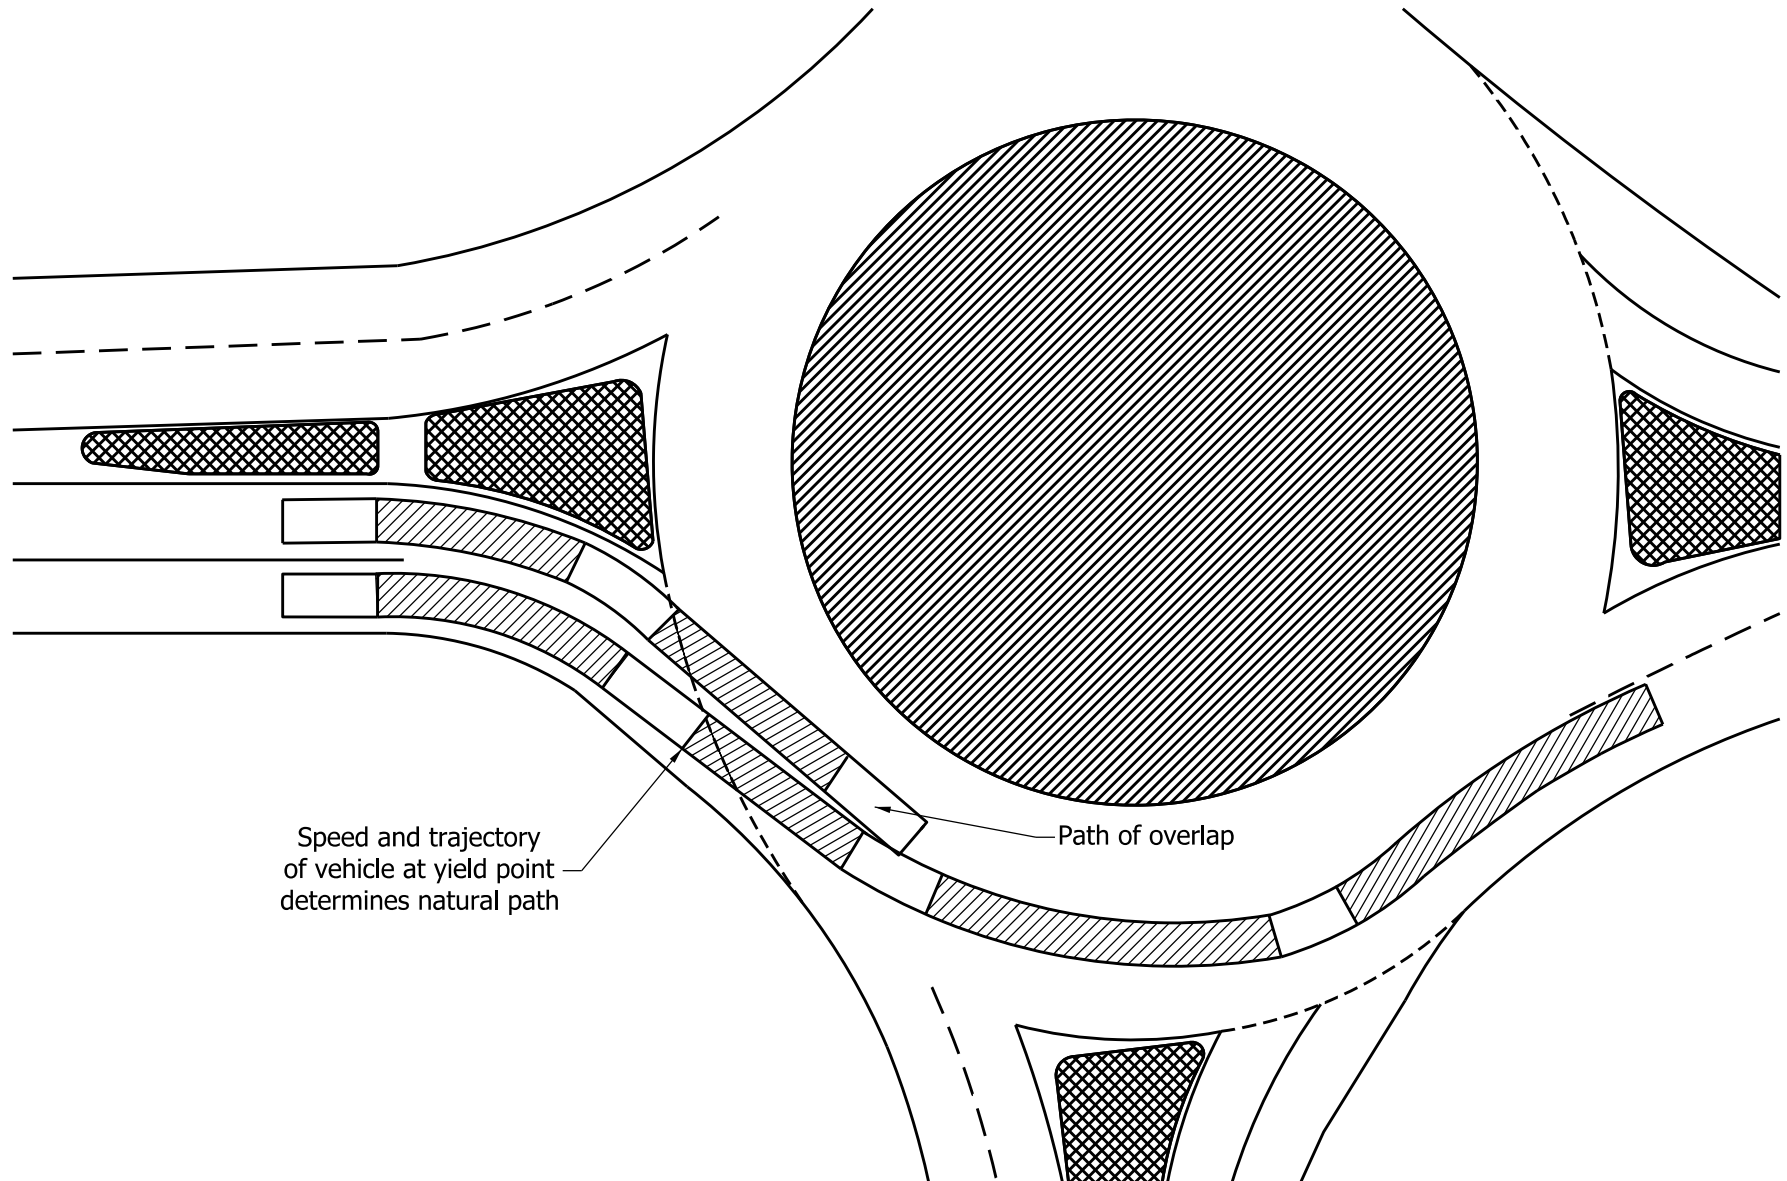 Speed and trajectory
of vehicle at yield point
determines natural path
Path of overlap